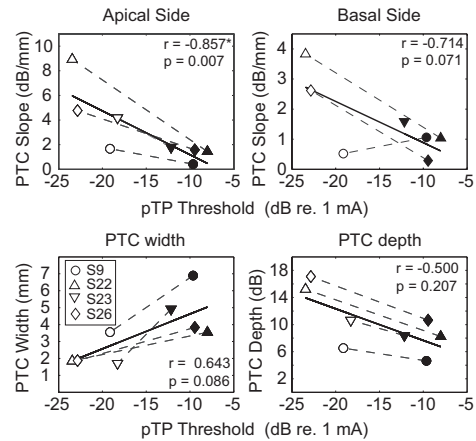 Apical Side
Basal Side
r = -0.857*
p = 0.007
r = -0.714
p = 0.071
PTC Slope (dB/mm)
10
8
6
4
2
0
-25 -20 -15 -10 -5
pTP Threshold (dB re. 1 mA)
PTC Slope (dB/mm)
4
3
2
1
0
-25 -20 -15 -10 -5
pTP Threshold (dB re. 1 mA)
PTC width
PTC depth
PTC Width (mm)
7
6
5
4
3
2
1
0
S9
S22
S23
S26
r = 0.643
p = 0.086
-25 -20 -15 -10 -5
pTP Threshold (dB re. 1 mA)
PTC Depth (dB)
18
14
10
6
2
r = -0.500
p = 0.207
-25 -20 -15 -10 -5
pTP Threshold (dB re. 1 mA)